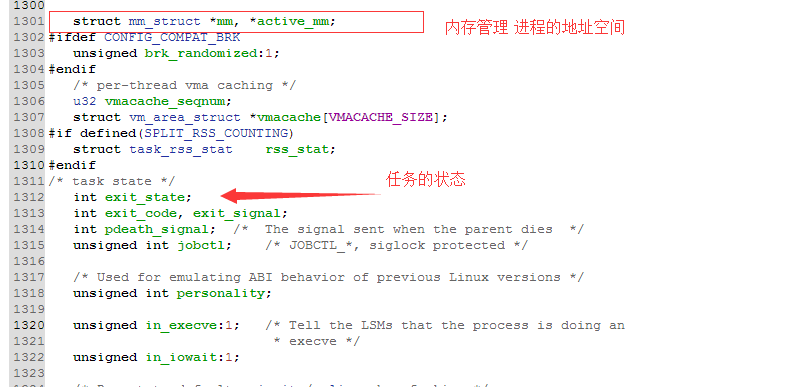 1300
1301 struct mm_struct *mm, *active_mm; 内存管理 进程的地址空间
1302 #ifdef CONFIG_COMPAT_BRK
1303 unsigned brk_randomized:1;
1304 #endif
1305 /* per-thread vma caching */
1306 u32 vmacache_seqnum;
1307 struct vm_area_struct *vmacache[VMACACHE_SIZE];
1308 #if defined(SPLIT_RSS_COUNTING)
1309 struct task_rss_stat rss_stat;
1310 #endif
1311 /* task state */ 任务的状态
1312 int exit_state;
1313 int exit_code, exit_signal;
1314 int pdeath_signal; /* The signal sent when the parent dies */
1315 unsigned int jobctl; /* JOBCTL_*, siglock protected */
1316
1317 /* Used for emulating ABI behavior of previous Linux versions */
1318 unsigned int personality;
1319
1320 unsigned in_execve:1; /* Tell the LSMs that the process is doing an
1321 * execve */
1322 unsigned in_iowait:1;
1323